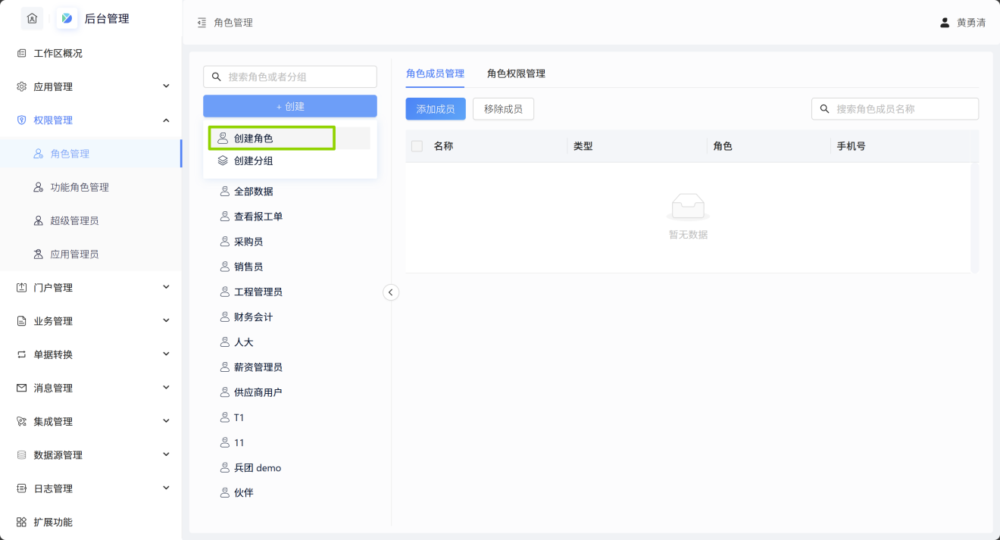 后台管理
工作区概况
应用管理
权限管理
角色管理
功能角色管理
超级管理员
应用管理员
门户管理
业务管理
单据转换
消息管理
集成管理
数据源管理
日志管理
扩展功能
角色管理
黄勇清
搜索角色或者分组
+ 创建
创建角色
创建分组
全部数据
查看报工单
采购员
销售员
工程管理员
财务会计
人大
薪资管理员
供应商用户
T1
11
兵团 demo
伙伴
角色成员管理 角色权限管理
添加成员 移除成员 搜索角色成员名称
名称 类型 角色 手机号
暂无数据